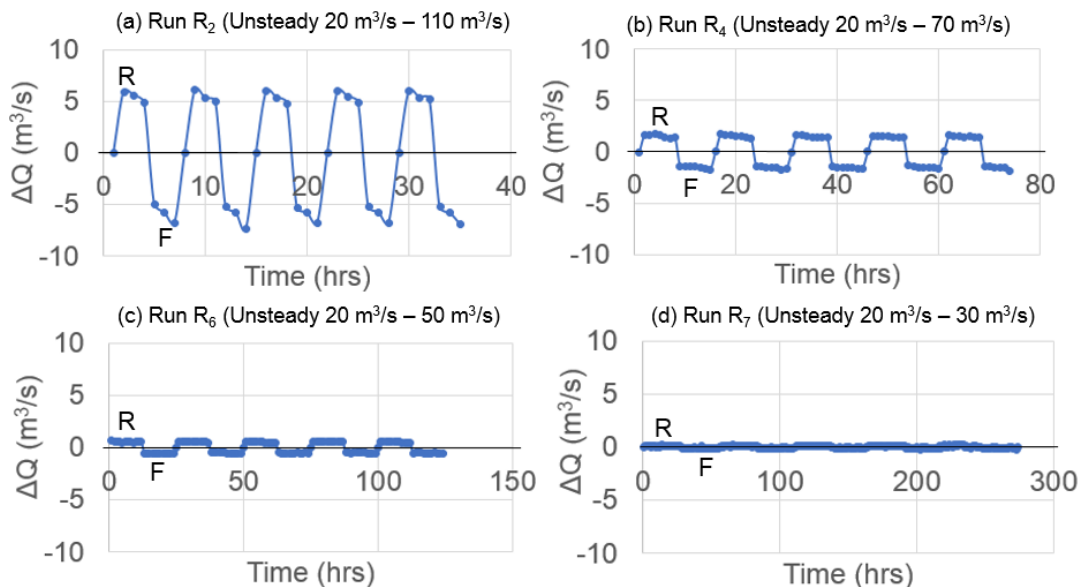 (a) Run R₂ (Unsteady 20 m³/s – 110 m³/s)
10
5
0
-5
-10
ΔQ (m³/s)
R
F
0 10 20 30 40
Time (hrs)
(b) Run R₄ (Unsteady 20 m³/s – 70 m³/s)
10
5
0
-5
-10
ΔQ (m³/s)
R
F
0 20 40 60 80
Time (hrs)
(c) Run R₆ (Unsteady 20 m³/s – 50 m³/s)
10
5
0
-5
-10
ΔQ (m³/s)
R
F
0 50 100 150
Time (hrs)
(d) Run R₇ (Unsteady 20 m³/s – 30 m³/s)
10
5
0
-5
-10
ΔQ (m³/s)
R
F
0 100 200 300
Time (hrs)